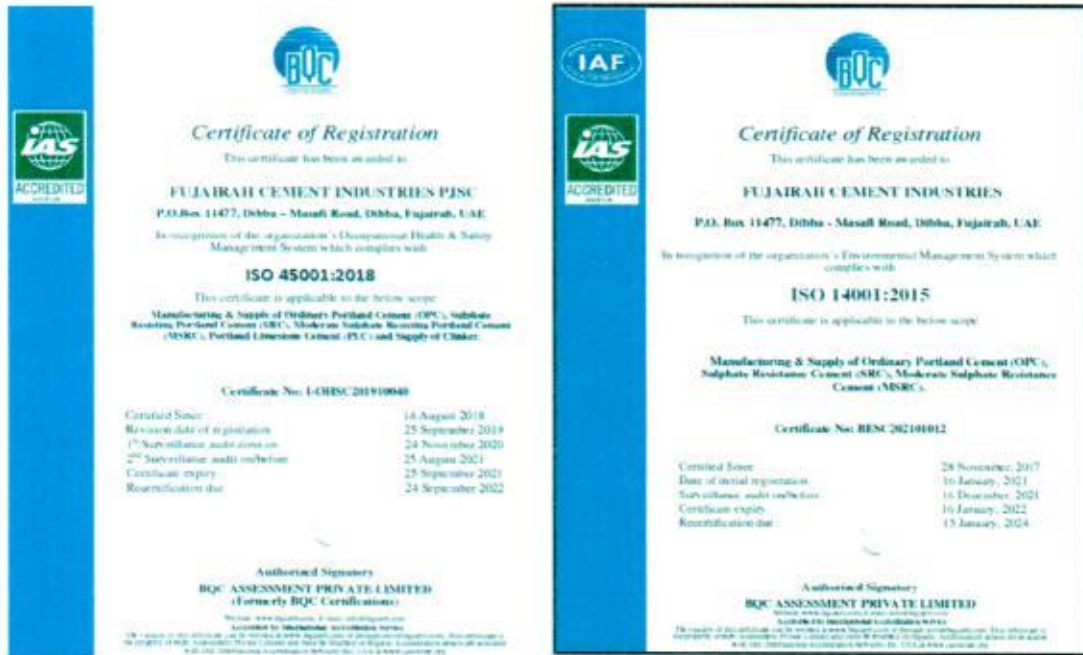 BQC
Certificate of Registration
This certificate has been awarded to
FUJAIRAH CEMENT INDUSTRIES PJSC
P.O.Box 11477, Dibba – Masafi Road, Dibba, Fujairah, UAE
In recognition of the organization's Occupational Health & Safety
Management System which complies with
ISO 45001:2018
This certificate is applicable to the below scope
Manufacturing & Supply of Ordinary Portland Cement (OPC), Sulphate
Resisting Portland Cement (SRC), Moderate Sulphate Resisting Portland Cement
(MSRC), Portland Limestone Cement (PLC) and Supply of Clinker.
Certificate No: I-OHSC201910040
Certified Since 14 August 2018
Revision date of registration 25 September 2019
1st Surveillance audit done on 24 November 2020
2nd Surveillance audit on/before 25 August 2021
Certificate expiry 25 September 2021
Recertification due 24 September 2022
Authorized Signatory
BQC ASSESSMENT PRIVATE LIMITED
(Formerly BQC Certifications)
Accredited by International Accreditation Service
IAS
ACCREDITED
IAF
BQC
Certificate of Registration
This certificate has been awarded to
FUJAIRAH CEMENT INDUSTRIES
P.O. Box 11477, Dibba - Masafi Road, Dibba, Fujairah, UAE
In recognition of the organization's Environmental Management System which
complies with
ISO 14001:2015
This certificate is applicable to the below scope
Manufacturing & Supply of Ordinary Portland Cement (OPC),
Sulphate Resistance Cement (SRC), Moderate Sulphate Resistance
Cement (MSRC).
Certificate No: BESC202101012
Certified Since 28 November, 2017
Date of initial registration 16 January, 2021
Surveillance audit on/before 16 December, 2021
Certificate expiry 16 January, 2022
Recertification due 15 January, 2024
Authorized Signatory
BQC ASSESSMENT PRIVATE LIMITED
Accredited by International Accreditation Service
IAS
ACCREDITED